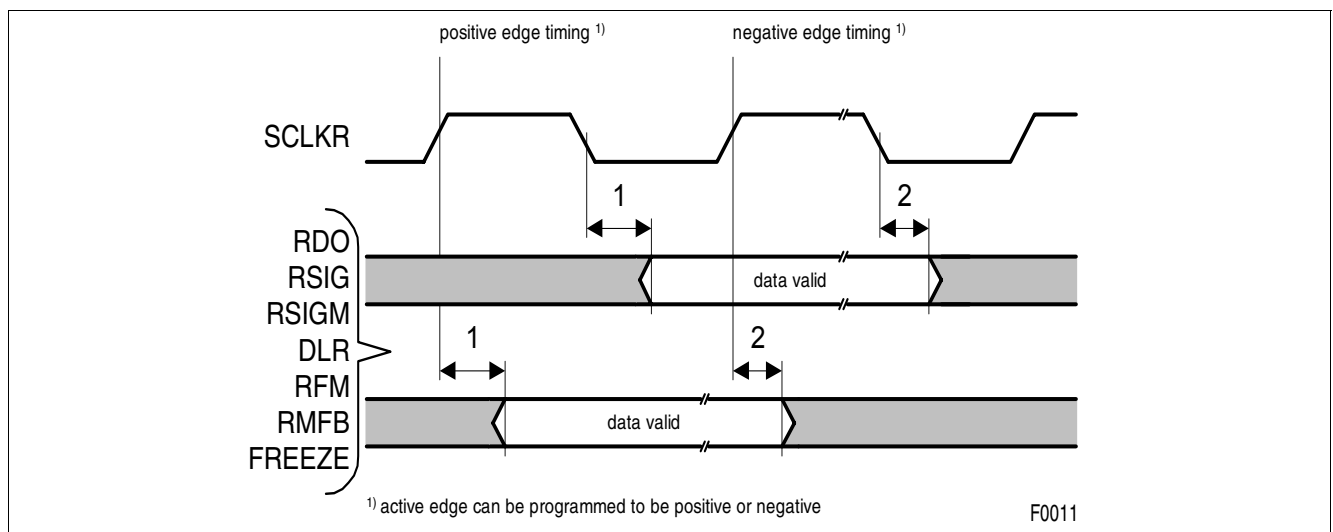 positive edge timing 1)
negative edge timing 1)
SCLKR
1
2
RDO
RSIG
data valid
RSIGM
1
2
DLR
RFM
RMFB
data valid
FREEZE
1) active edge can be programmed to be positive or negative
F0011